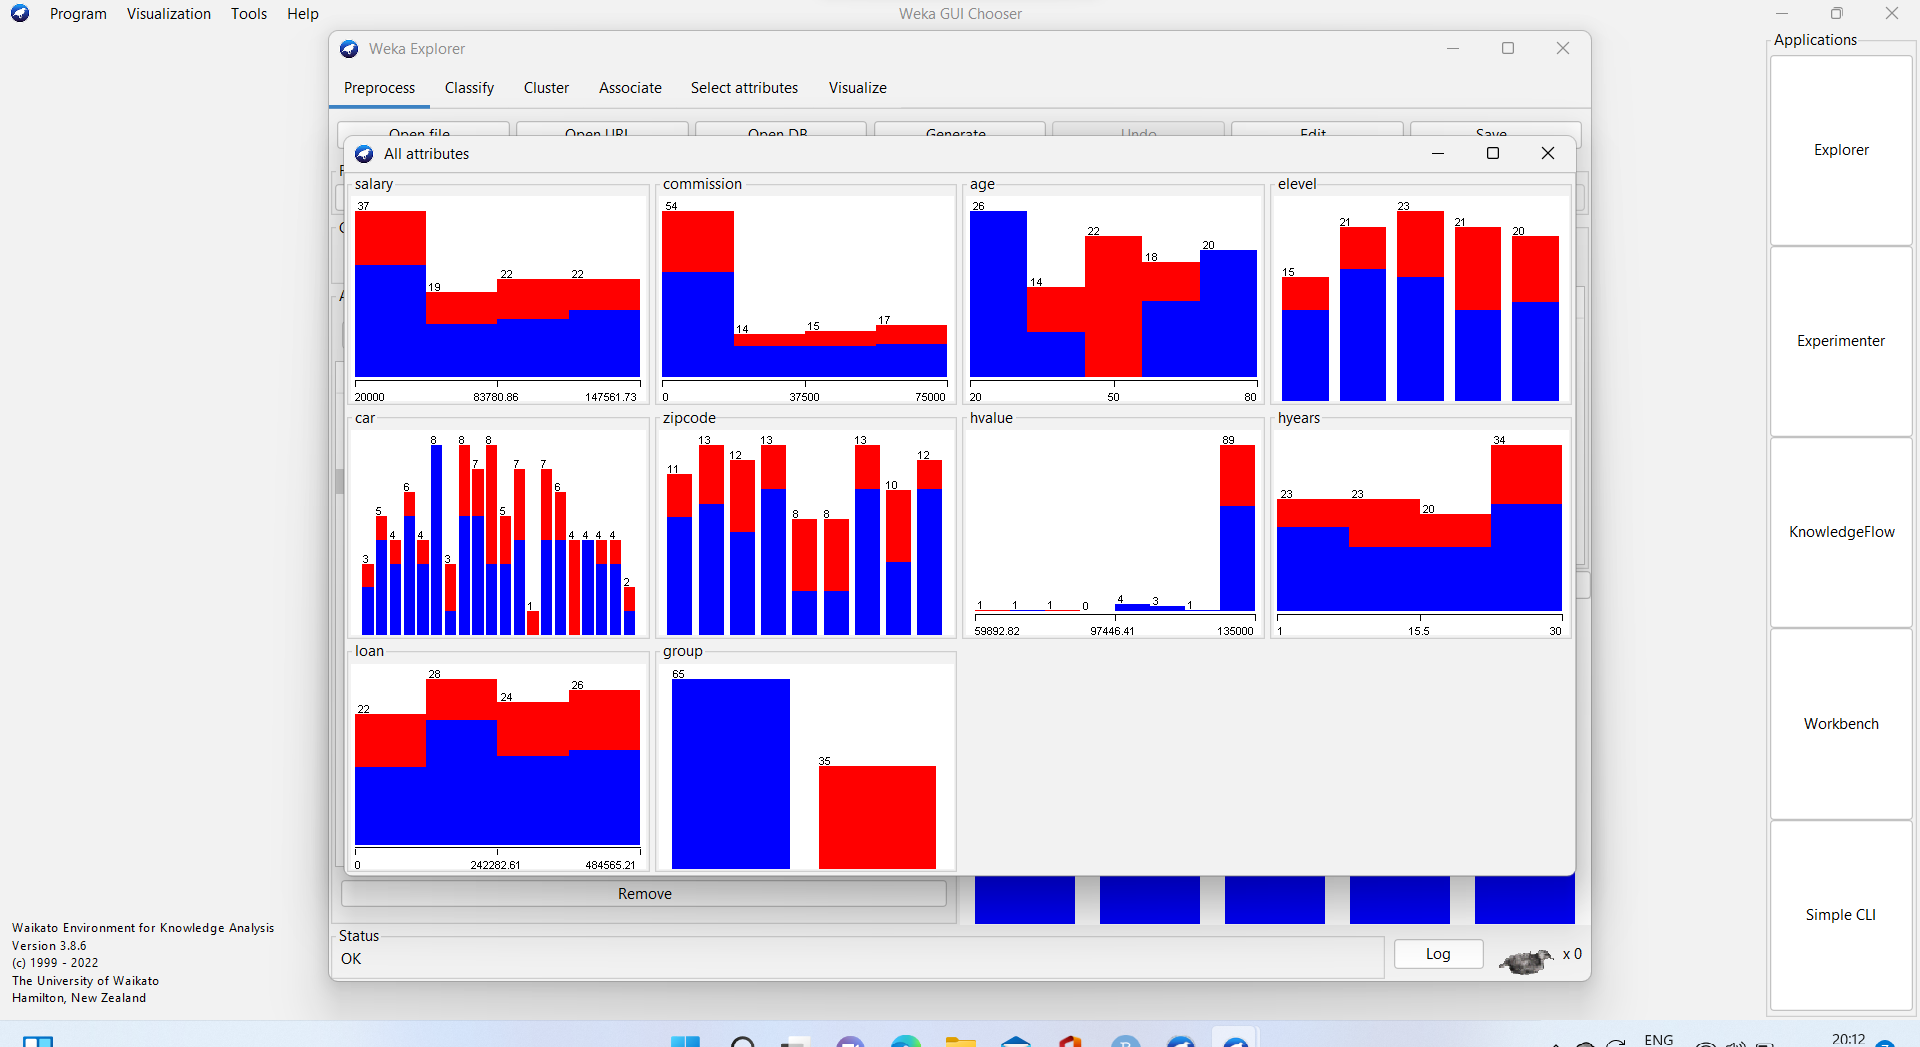 Program Visualization Tools Help
Weka GUI Chooser
Applications
Weka Explorer
Preprocess Classify Cluster Associate Select attributes Visualize
Open file Open URL Open DB Generate Undo Edit Save
All attributes
salary
37
19
22
22
20000 83780.86 147561.73
commission
54
14
15
17
0 37500 75000
age
26
14
22
18
20
20 50 80
elevel
15
21
23
21
20
car
3
5
4
6
4
8
3
8
7
8
5
7
1
7
6
4
4
4
4
2
zipcode
11
13
12
13
8
8
13
10
12
hvalue
1
1
1
0
4
3
1
89
59892.82 97446.41 135000
hyears
23
23
20
34
1 15.5 30
loan
22
28
24
26
0 242282.61 484565.21
group
65
35
Remove
Status
OK
Log
x 0
Explorer
Experimenter
KnowledgeFlow
Workbench
Simple CLI
Waikato Environment for Knowledge Analysis
Version 3.8.6
(c) 1999 - 2022
The University of Waikato
Hamilton, New Zealand
ENG
20:12